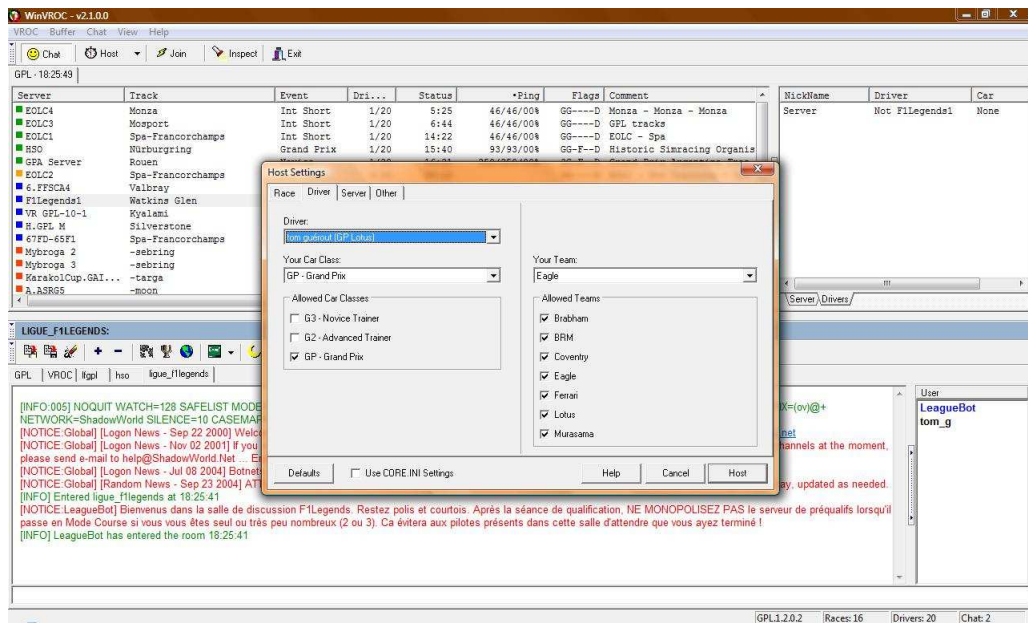 WinVROC - v2.1.0.0
VROC Buffer Chat View Help
Chat Host Join Inspect Exit
GPL - 18:25:49
Server Track Event Dri... Status •Ping Flags Comment
EOLC4 Monza Int Short 1/20 5:25 46/46/00% GG----D Monza - Monza - Monza
EOLC3 Mosport Int Short 1/20 6:44 46/46/00% GG----D GPL tracks
EOLC1 Spa-Francorchamps Int Short 1/20 14:22 46/46/00% GG----D EOLC - Spa
HSO Nürburgring Grand Prix 1/20 15:40 93/93/00% GG-F--D Historic Simracing Organis
GPA Server Rouen
EOLC2 Spa-Francorchamps
6.FFSCA4 Valbray
F1Legends1 Watkins Glen
VR GPL-10-1 Kyalami
H.GPL M Silverstone
67FD-65F1 Spa-Francorchamps
Mybroga 2 -sebring
Mybroga 3 -sebring
KarakolCup.GAI... -targa
A.ASRG5 -moon
NickName Driver Car
Server Not F1Legends1 None
Server Drivers
Host Settings
Race Driver Server Other
Driver:
tom guérout (GP Lotus)
Your Car Class:
GP - Grand Prix
Allowed Car Classes
G3 - Novice Trainer
G2 - Advanced Trainer
GP - Grand Prix
Your Team:
Eagle
Allowed Teams
Brabham
BRM
Coventry
Eagle
Ferrari
Lotus
Murasama
Defaults Use CORE.INI Settings Help Cancel Host
LIGUE_F1LEGENDS:
GPL VROC lfgpl hso ligue_f1legends
[INFO:005] NOQUIT WATCH=128 SAFELIST MODE X=(ov)@+
NETWORK=ShadowWorld SILENCE=10 CASEMAP
[NOTICE:Global] [Logon News - Sep 22 2000] Welco net
[NOTICE:Global] [Logon News - Nov 02 2001] If you hannels at the moment,
please send e-mail to help@ShadowWorld.Net ... E
[NOTICE:Global] [Logon News - Jul 08 2004] Botnet
[NOTICE:Global] [Random News - Sep 23 2004] AT ay, updated as needed.
[INFO] Entered ligue_f1legends at 18:25:41
[NOTICE:LeagueBot] Bienvenus dans la salle de discussion F1Legends. Restez polis et courtois. Après la séance de qualification, NE MONOPOLISEZ PAS le serveur de préqualifs lorsqu'il
passe en Mode Course si vous vous êtes seul ou très peu nombreux (2 ou 3). Ca évitera aux pilotes présents dans cette salle d'attendre que vous ayez terminé !
[INFO] LeagueBot has entered the room 18:25:41
User
LeagueBot
tom_g
GPL.1.2.0.2 Races: 16 Drivers: 20 Chat: 2